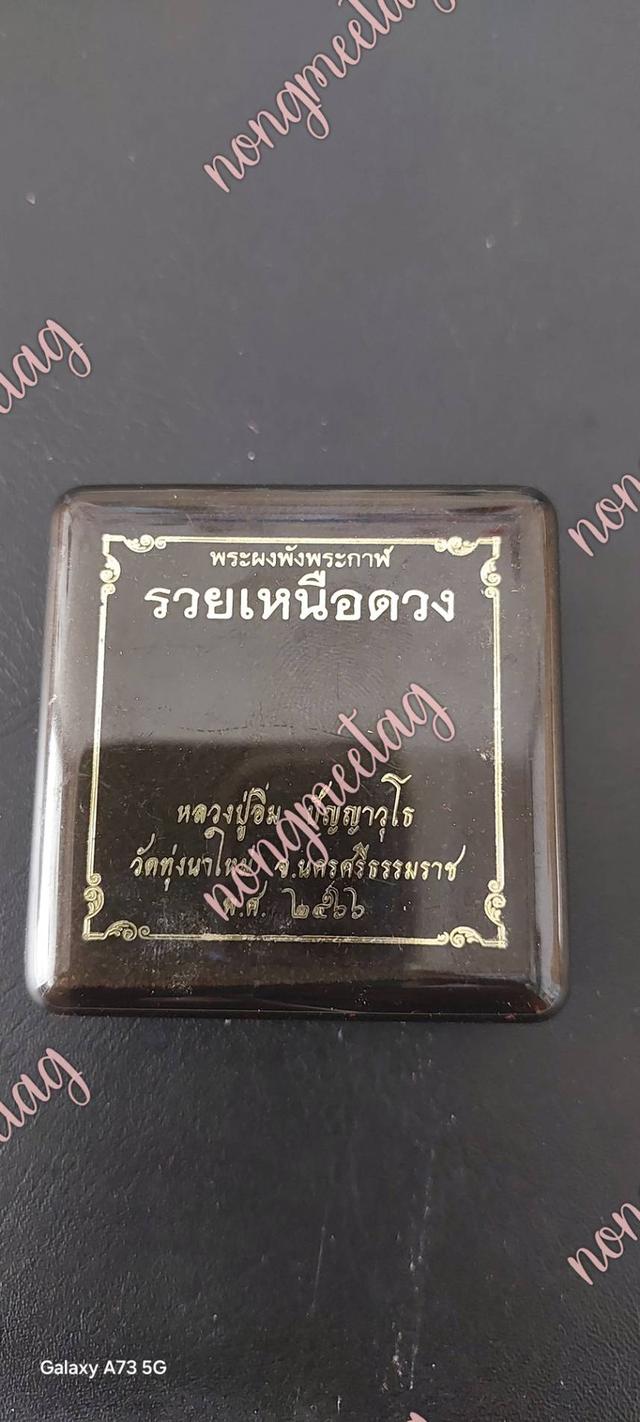 nongmeetag
พระผงพังพระกาฬ
รวยเหนือดวง
nongmeetag
หลวงปู่อิ่ม ปัญญาวุโธ
วัดทุ่งนาใหม่ จ.นครศรีธรรมราช
พ.ศ. ๒๕๖๖
Galaxy A73 5G